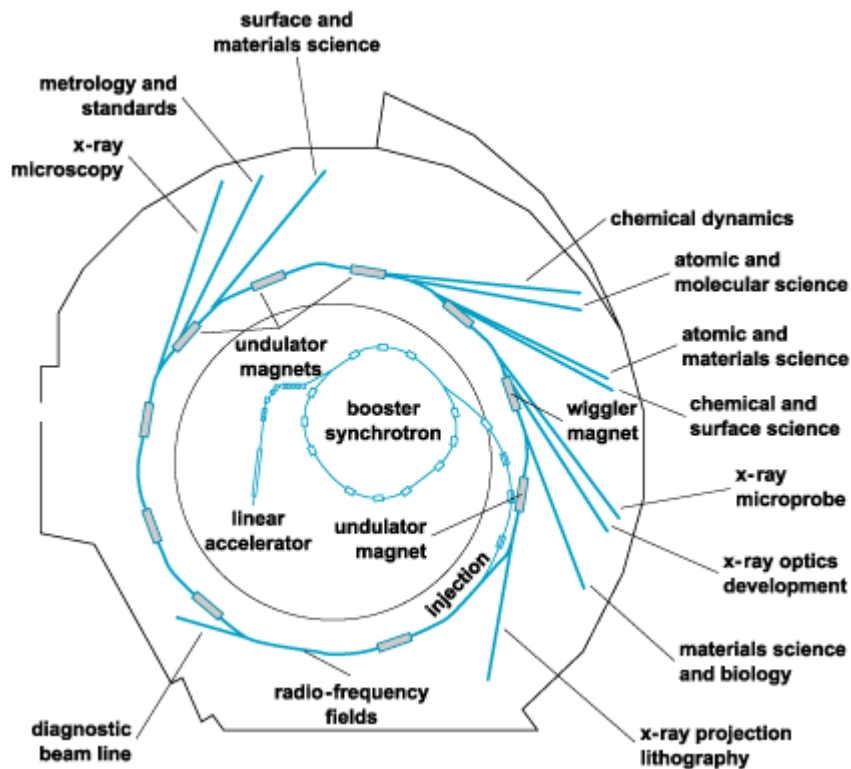 surface and
materials science
metrology and
standards
x-ray
microscopy
chemical dynamics
atomic and
molecular science
atomic and
materials science
chemical and
surface science
undulator
magnets
booster
synchrotron
wiggler
magnet
linear
accelerator
undulator
magnet
injection
x-ray
microprobe
x-ray optics
development
materials science
and biology
x-ray projection
lithography
radio-frequency
fields
diagnostic
beam line